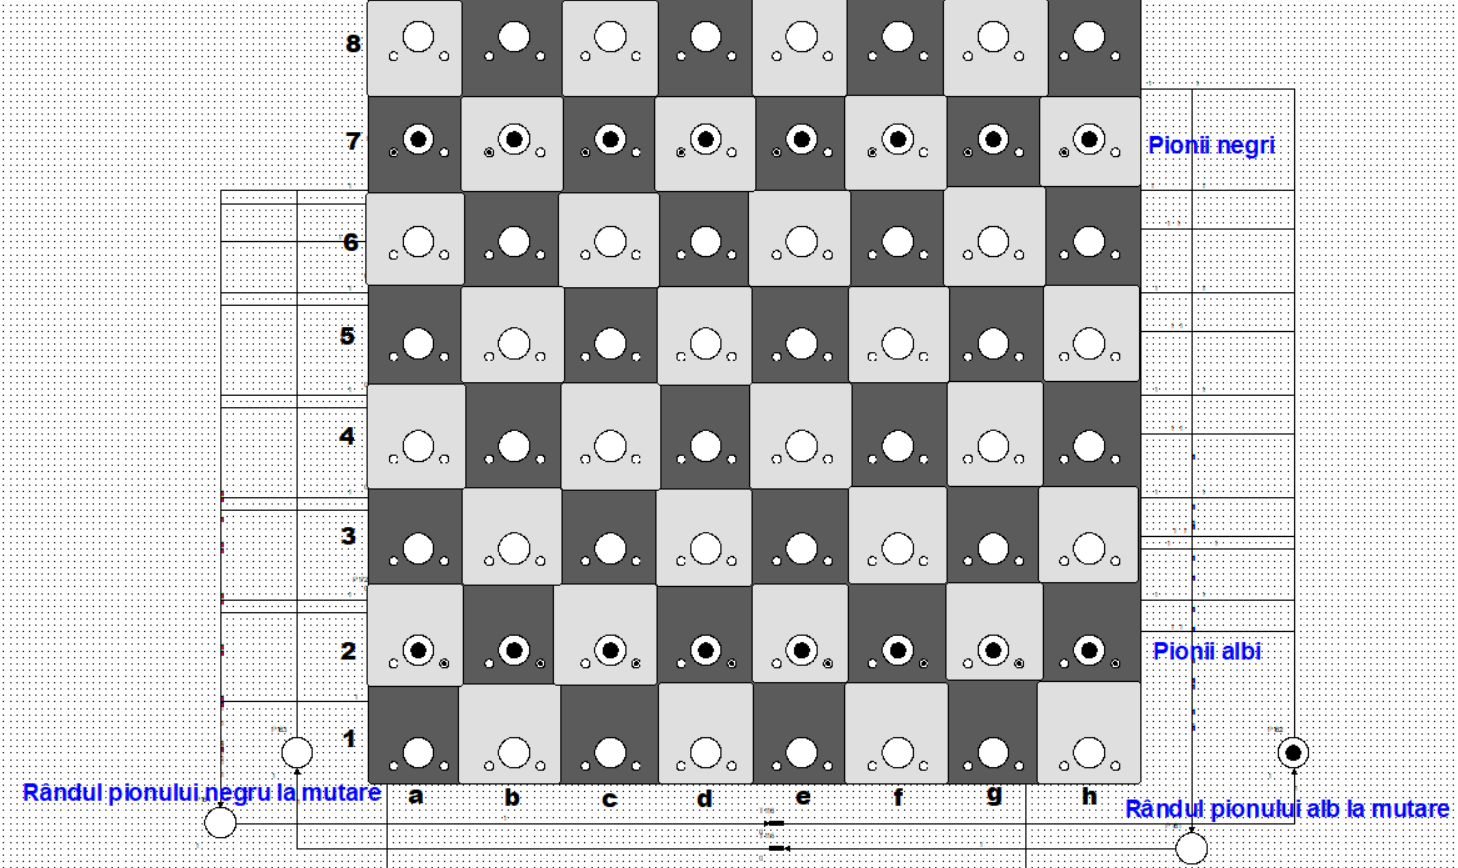 8
7
Pionii negri
6
5
4
3
2
Pionii albi
1
Rândul pionului negru la mutare
a b c d e f g h
Rândul pionului alb la mutare